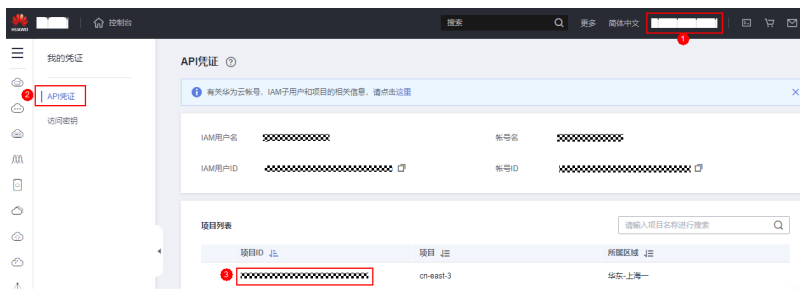 HUAWEI 控制台 搜索 更多 简体中文
1
我的凭证
API凭证
2 API凭证
有关华为云帐号、IAM子用户和项目的相关信息，请点击这里
访问密钥
IAM用户名 帐号名
IAM用户ID 帐号ID
项目列表 请输入项目名称进行搜索
项目ID 项目 所属区域
3 cn-east-3 华东-上海一